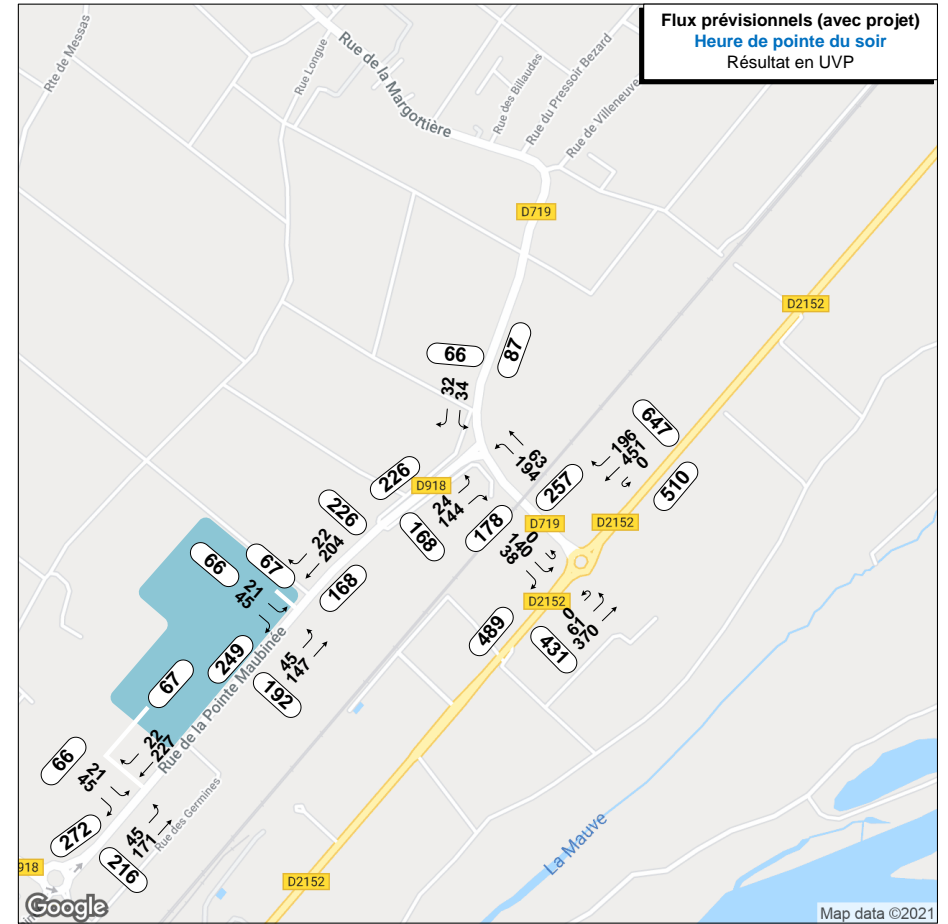 Flux prévisionnels (avec projet)
Heure de pointe du soir
Résultat en UVP
Rte de Messas
Rue Longue
Rue de la Margottière
Rue des Billaudes
Rue du Pressoir Bezard
Rue de Villeneuve
D719
D2152
66
87
32
34
63
194
196
451
0
647
510
226
D918
226
24
144
168
178
257
D719
D2152
0
140
38
22
204
66
67
21
45
168
D2152
0
61
370
489
431
249
45
147
192
67
Rue de la Pointe Maubinée
22
227
66
21
45
Rue des Germines
272
45
171
216
918
La Mauve
D2152
Google
Map data ©2021